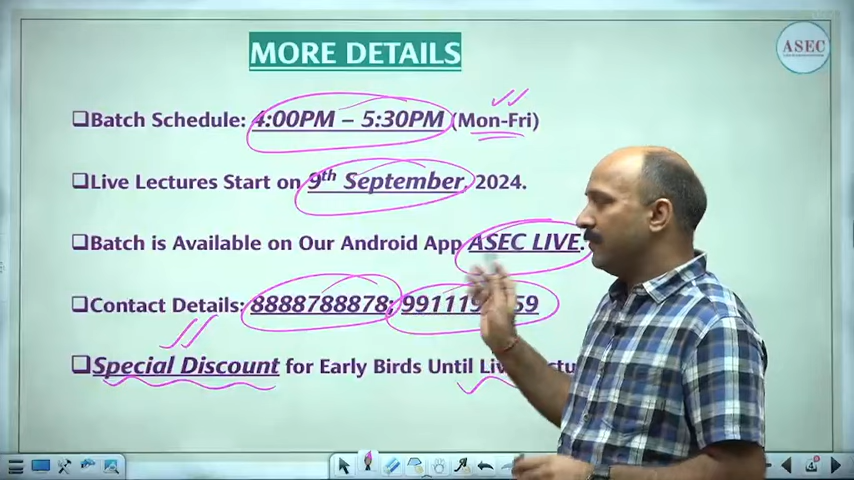 MORE DETAILS
ASEC
❑Batch Schedule: 4:00PM – 5:30PM (Mon-Fri)
❑Live Lectures Start on 9th September, 2024.
❑Batch is Available on Our Android App ASEC LIVE.
❑Contact Details: 8888788878;
❑Special Discount for Early Birds Until